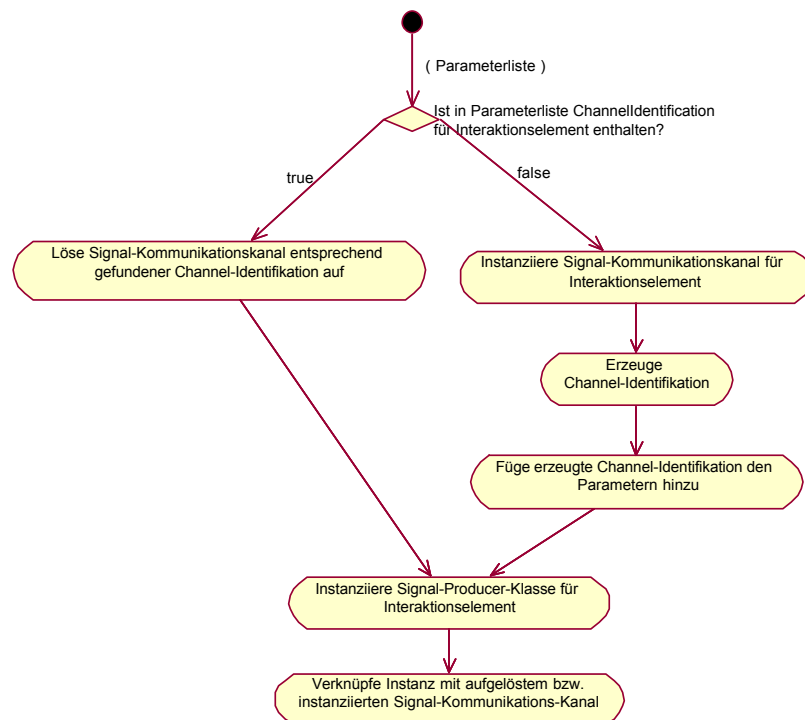 ( Parameterliste )
Ist in Parameterliste ChannelIdentification
für Interaktionselement enthalten?
true
false
Löse Signal-Kommunikationskanal entsprechend
gefundener Channel-Identifikation auf
Instanziiere Signal-Kommunikationskanal für
Interaktionselement
Erzeuge
Channel-Identifikation
Füge erzeugte Channel-Identifikation den
Parametern hinzu
Instanziiere Signal-Producer-Klasse für
Interaktionselement
Verknüpfe Instanz mit aufgelöstem bzw.
instanziierten Signal-Kommunikations-Kanal